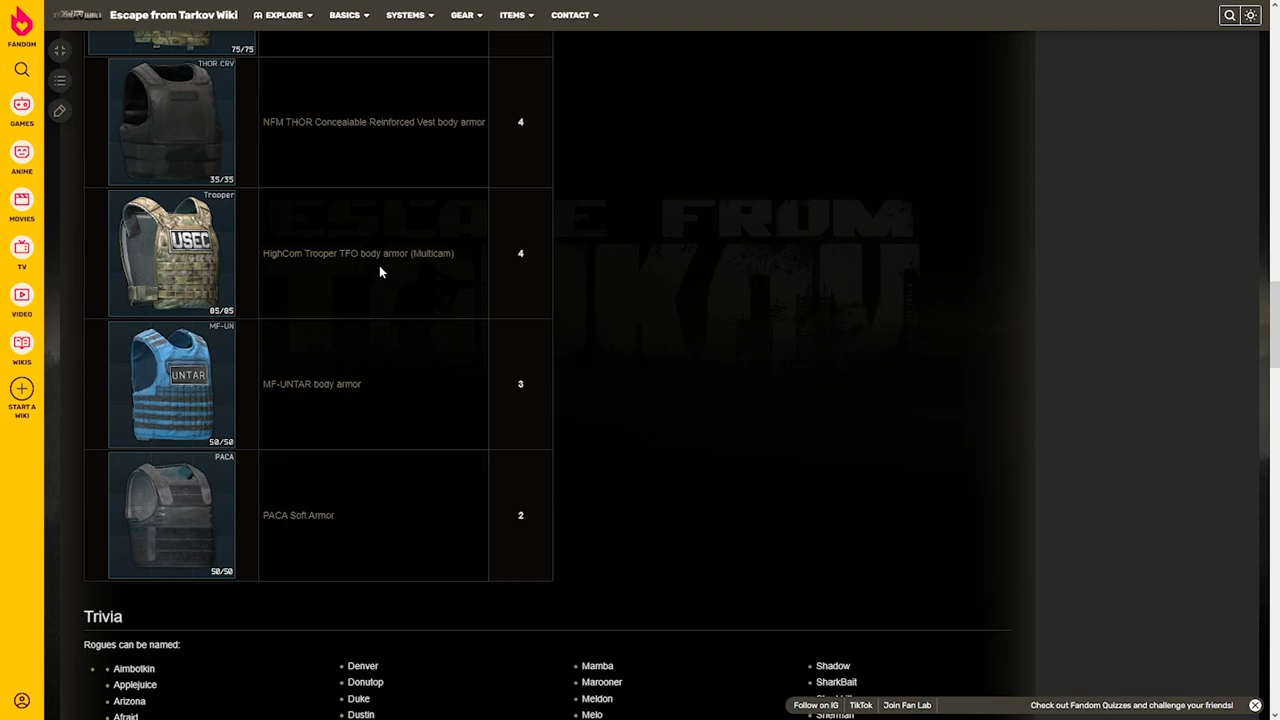 FANDOM
GAMES
ANIME
MOVIES
TV
VIDEO
WIKIS
START A
WIKI
Escape from Tarkov Wiki
EXPLORE
BASICS
SYSTEMS
GEAR
ITEMS
CONTACT
75/75
THOR CRV
35/35
NFM THOR Concealable Reinforced Vest body armor
4
Trooper
USEC
85/85
HighCom Trooper TFO body armor (Multicam)
4
ESCAPE FROM
TARKOV
MF-UN
UNTAR
50/50
MF-UNTAR body armor
3
PACA
50/50
PACA Soft Armor
2
Trivia
Rogues can be named:
Aimbotkin
Applejuice
Arizona
Afraid
Denver
Donutop
Duke
Dustin
Mamba
Marooner
Meldon
Melo
Shadow
SharkBait
Sherman
Follow on IG
TikTok
Join Fan Lab
Check out Fandom Quizzes and challenge your friends!